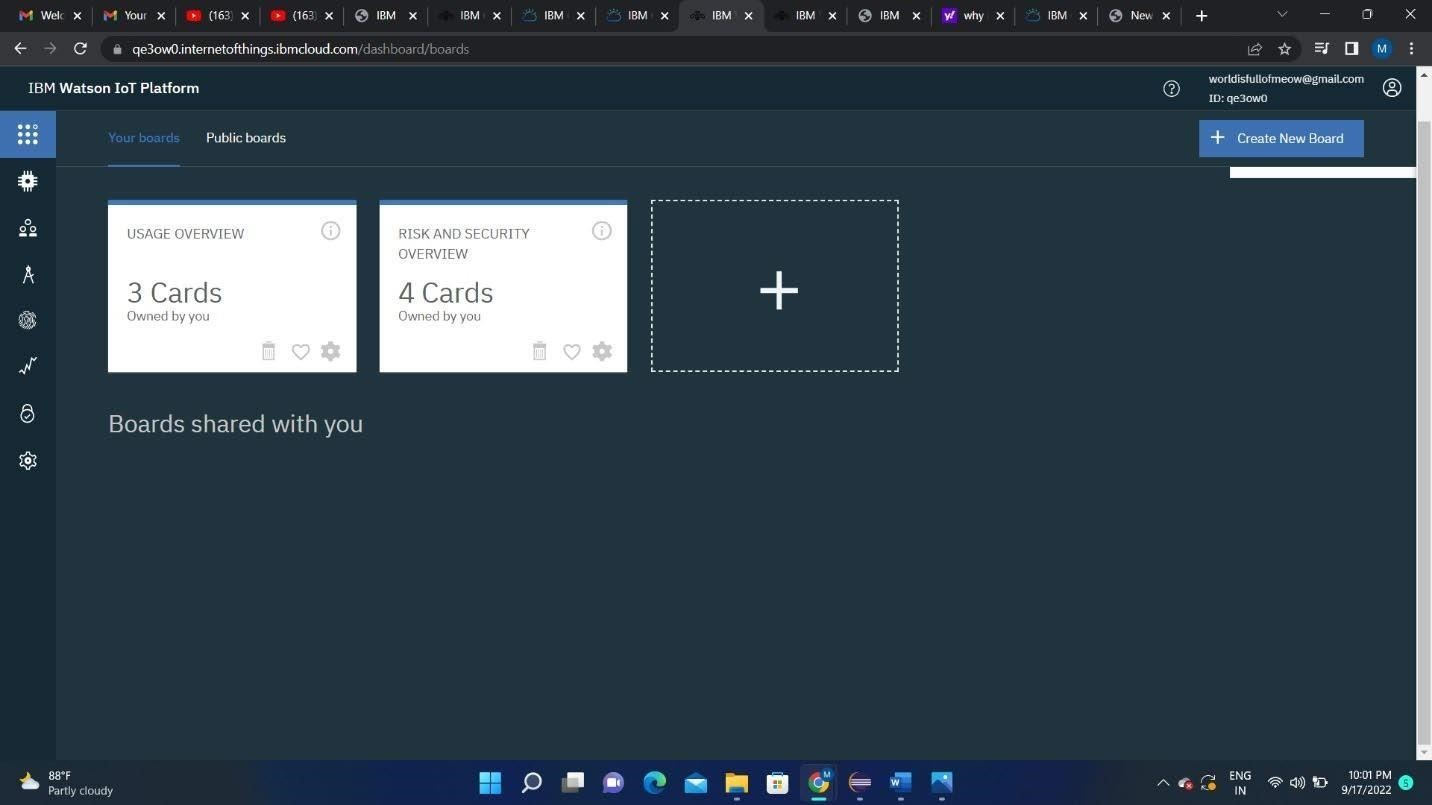 Welc
Your
(163)
(163)
IBM
IBM
IBM
IBM
IBM
IBM
IBM
why
IBM
New
qe3ow0.internetofthings.ibmcloud.com/dashboard/boards
M
IBM Watson IoT Platform
worldisfullofmeow@gmail.com
ID: qe3ow0
Your boards
Public boards
Create New Board
USAGE OVERVIEW
3 Cards
Owned by you
RISK AND SECURITY
OVERVIEW
4 Cards
Owned by you
Boards shared with you
88°F
Partly cloudy
ENG
IN
10:01 PM
9/17/2022